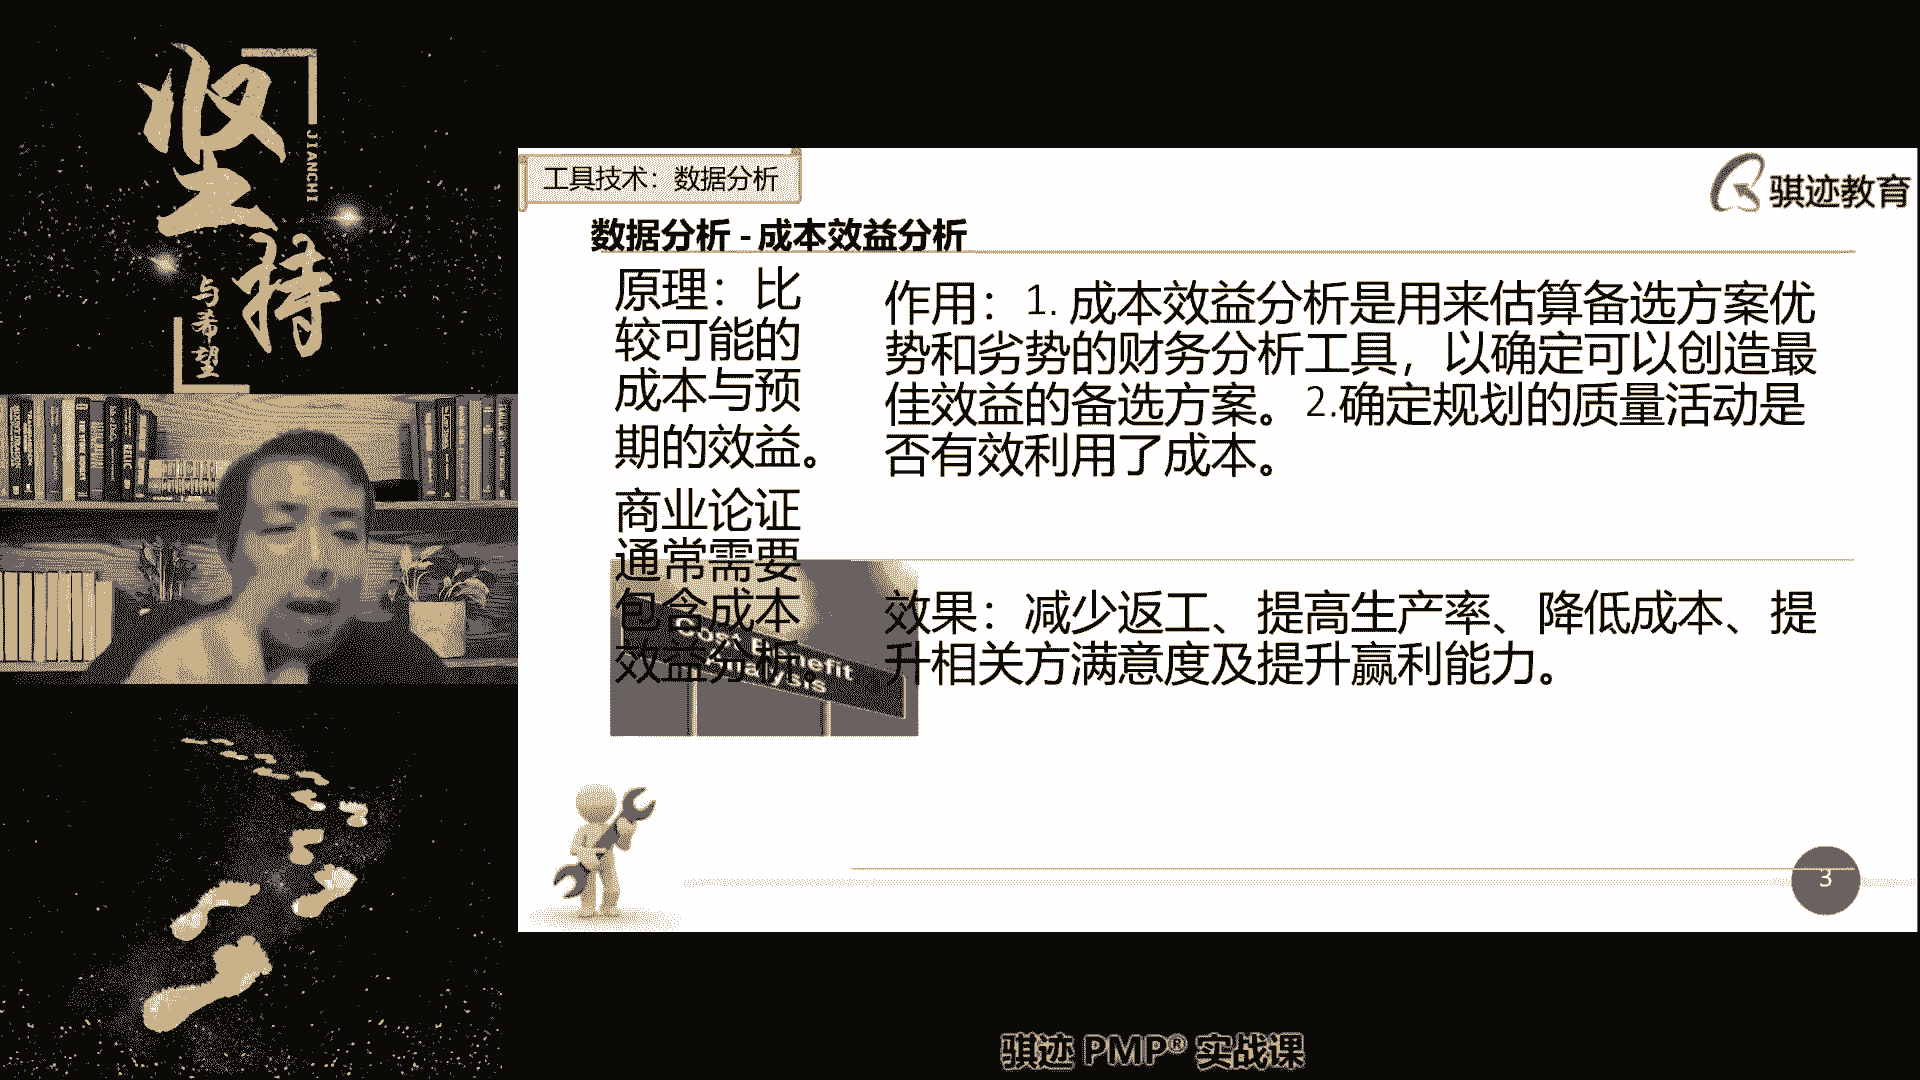 坚持
JIANCHI
与希望
工具技术：数据分析
骐迹教育
数据分析 - 成本效益分析
原理：比
较可能的
成本与预
期的效益。
商业论证
通常需要
包含成本
效益分析。
Cost Benefit
Analysis
作用：1. 成本效益分析是用来估算备选方案优
势和劣势的财务分析工具，以确定可以创造最
佳效益的备选方案。2.确定规划的质量活动是
否有效利用了成本。
效果：减少返工、提高生产率、降低成本、提
升相关方满意度及提升赢利能力。
3
骐迹 PMP® 实战课